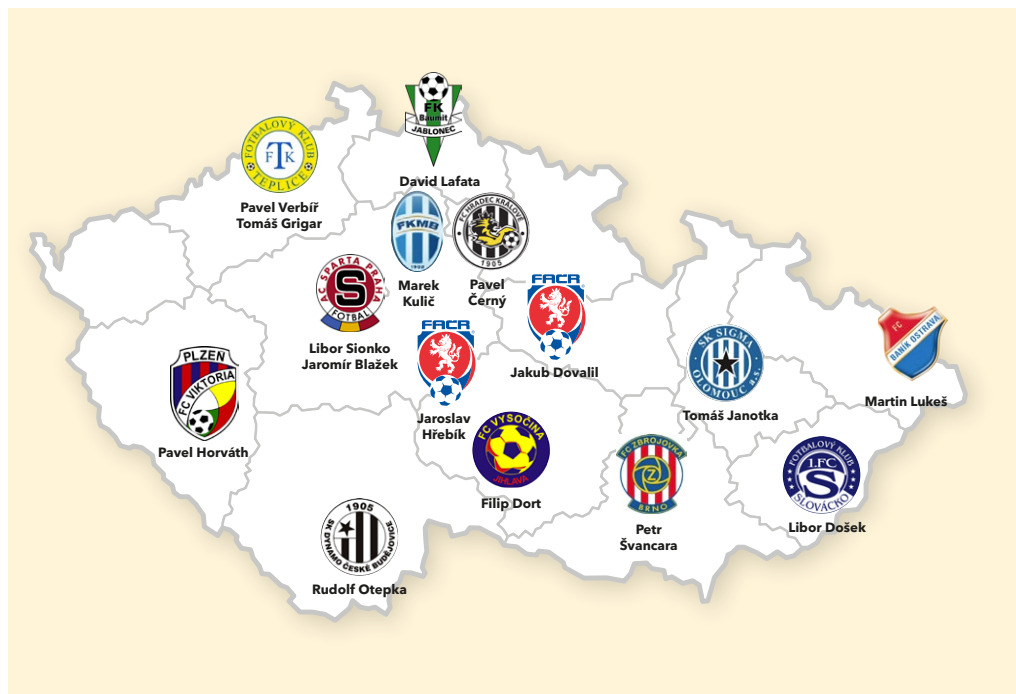 FK
Baumit
JABLONEC
David Lafata
FOTBALOVÝ KLUB
FTK
TEPLICE
Pavel Verbíř
Tomáš Grigar
FKMB
1902
Marek
Kulič
FC HRADEC KRÁLOVÉ
1905
Pavel
Černý
AC SPARTA PRAHA
S
FOTBAL
Libor Sionko
Jaromír Blažek
FACR
Jakub Dovalil
FACR
Jaroslav
Hřebík
PLZEŇ
FC VIKTORIA
Pavel Horváth
SK SIGMA
OLOMOUC a.s.
Tomáš Janotka
FC
BANÍK OSTRAVA
Martin Lukeš
FC VYSOČINA
JIHLAVA
Filip Dort
FC ZBROJOVKA
Z
BRNO
Petr
Švancara
FOTBALOVÝ KLUB
1.FC
S
SLOVÁCKO
Libor Došek
1905
SK DYNAMO ČESKÉ BUDĚJOVICE
Rudolf Otepka